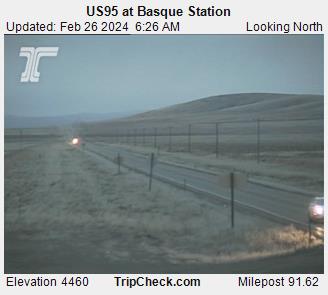 US95 at Basque Station
Updated: Feb 26 2024 6:26 AM Looking North
Elevation 4460 TripCheck.com Milepost 91.62